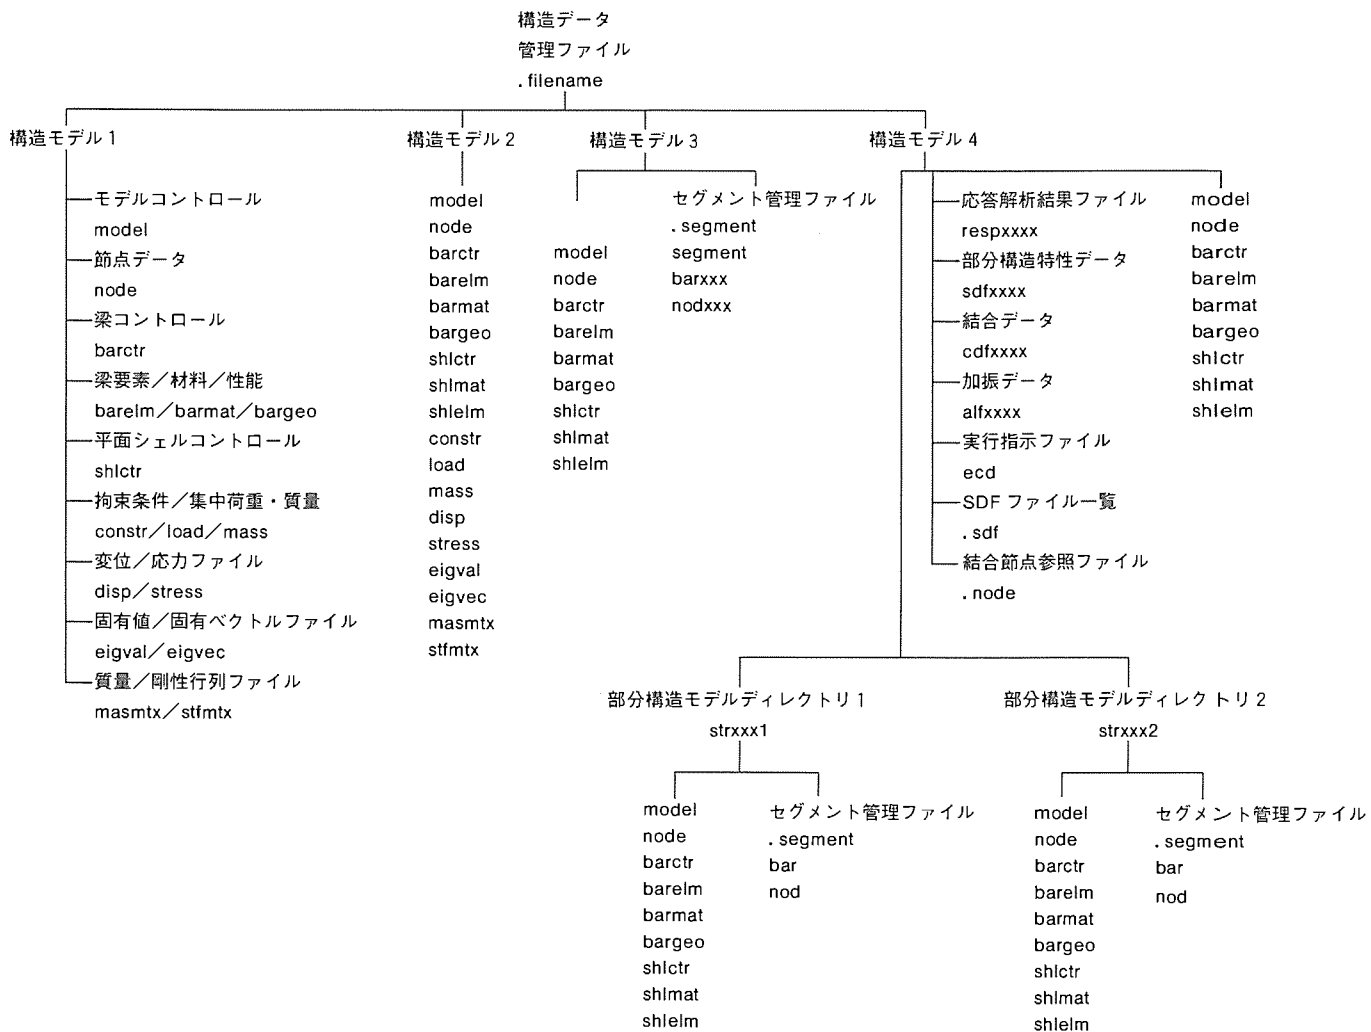 構造データ
管理ファイル
.filename
構造モデル1
モデルコントロール
model
節点データ
node
梁コントロール
barctr
梁要素／材料／性能
barelm／barmat／bargeo
平面シェルコントロール
shlctr
拘束条件／集中荷重・質量
constr／load／mass
変位／応力ファイル
disp／stress
固有値／固有ベクトルファイル
eigval／eigvec
質量／剛性行列ファイル
masmtx／stfmtx
構造モデル2
model
node
barctr
barelm
barmat
bargeo
shlctr
shlmat
shlelm
constr
load
mass
disp
stress
eigval
eigvec
masmtx
stfmtx
構造モデル3
model
node
barctr
barelm
barmat
bargeo
shlctr
shlmat
shlelm
セグメント管理ファイル
.segment
segment
barxxx
nodxxx
構造モデル4
応答解析結果ファイル
respxxxx
部分構造特性データ
sdfxxxx
結合データ
cdfxxxx
加振データ
alfxxxx
実行指示ファイル
ecd
SDFファイル一覧
.sdf
結合節点参照ファイル
.node
model
node
barctr
barelm
barmat
bargeo
shlctr
shlmat
shlelm
部分構造モデルディレクトリ1
strxxx1
model
node
barctr
barelm
barmat
bargeo
shlctr
shlmat
shlelm
セグメント管理ファイル
.segment
bar
nod
部分構造モデルディレクトリ2
strxxx2
model
node
barctr
barelm
barmat
bargeo
shlctr
shlmat
shlelm
セグメント管理ファイル
.segment
bar
nod